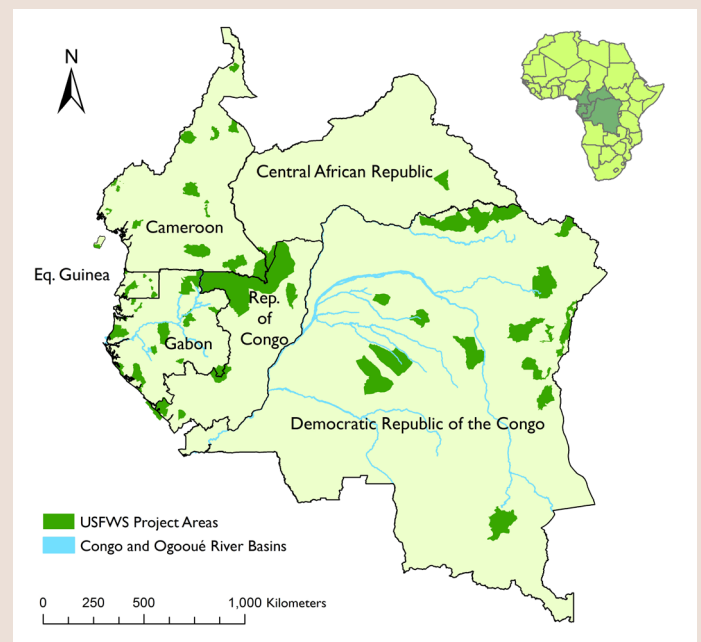 N
Central African Republic
Cameroon
Eq. Guinea
Rep.
of
Congo
Gabon
Democratic Republic of the Congo
USFWS Project Areas
Congo and Ogooué River Basins
0 250 500 1,000 Kilometers